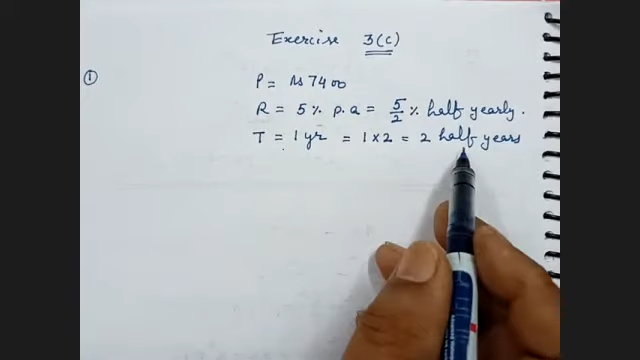 Exercise 3(c)
① P = Rs 7400
R = 5% p.a = 5/2 % half yearly.
T = 1 yr = 1 x 2 = 2 half years